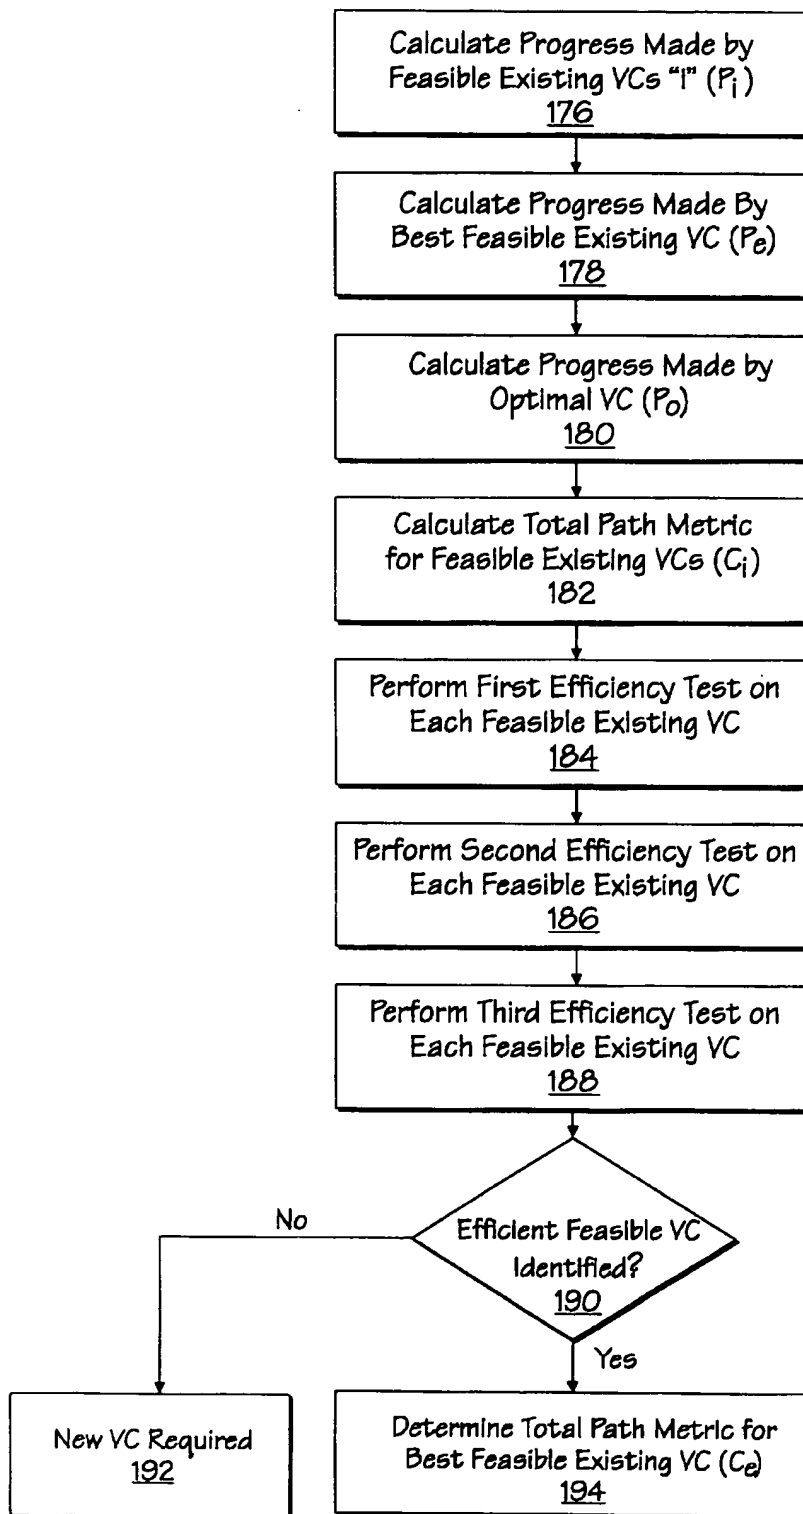 Calculate Progress Made by
Feasible Existing VCs "i" (Pi)
176
Calculate Progress Made By
Best Feasible Existing VC (Pe)
178
Calculate Progress Made by
Optimal VC (Po)
180
Calculate Total Path Metric
for Feasible Existing VCs (Ci)
182
Perform First Efficiency Test on
Each Feasible Existing VC
184
Perform Second Efficiency Test on
Each Feasible Existing VC
186
Perform Third Efficiency Test on
Each Feasible Existing VC
188
No
Efficient Feasible VC
Identified?
190
Yes
New VC Required
192
Determine Total Path Metric for
Best Feasible Existing VC (Ce)
194